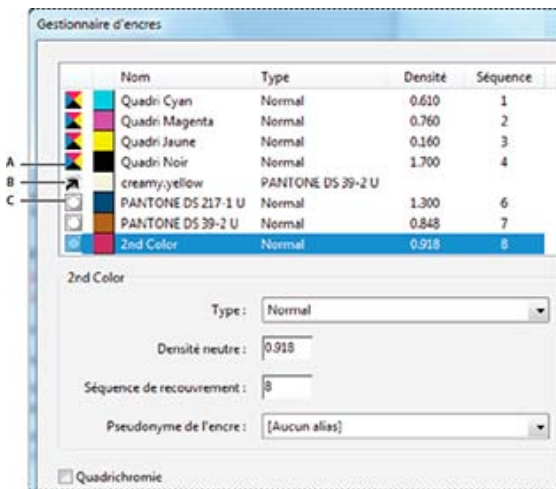 Gestionnaire d'encres
Nom Type Densité Séquence
Quadri Cyan Normal 0.610 1
Quadri Magenta Normal 0.760 2
Quadri Jaune Normal 0.160 3
A Quadri Noir Normal 1.700 4
B creamy.yellow PANTONE DS 39-2 U
C PANTONE DS 217-1 U Normal 1.300 6
PANTONE DS 39-2 U Normal 0.848 7
2nd Color Normal 0.918 8
2nd Color
Type : Normal
Densité neutre : 0.918
Séquence de recouvrement : 8
Pseudonyme de l'encre : [Aucun alias]
Quadrichromie